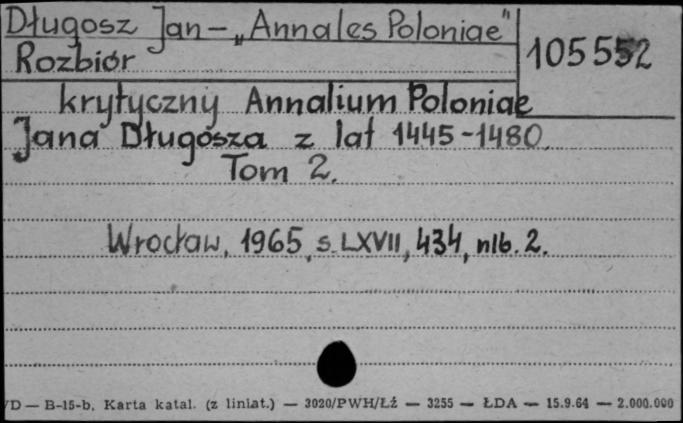 Długosz Jan – „Annales Poloniae"
105552
Rozbiór
krytyczny Annalium Poloniae
Jana Długosza z lat 1445-1480.
Tom 2.
Wrocław, 1965, s. LXVII, 434, nlb. 2.
D — B-15-b. Karta katal. (z liniat.) — 3020/PWH/Łź — 3255 — ŁDA — 15.9.64 — 2.000.000